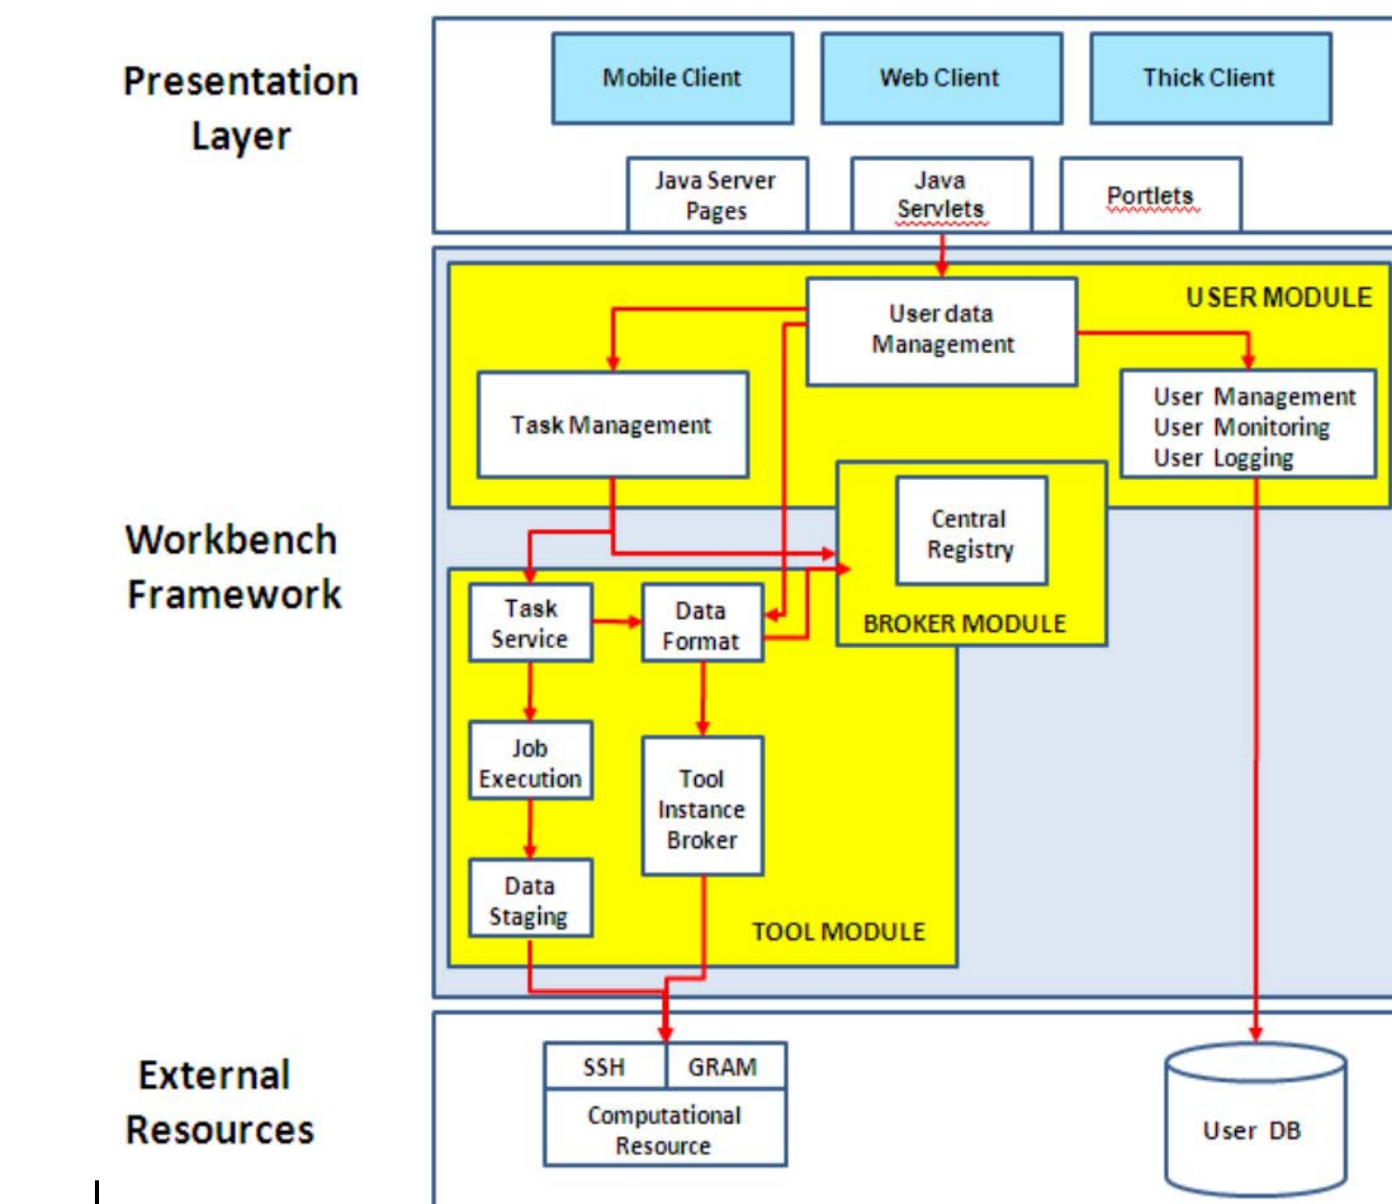 Presentation
Layer
Mobile Client
Web Client
Thick Client
Java Server
Pages
Java
Servlets
Portlets
Workbench
Framework
USER MODULE
User data
Management
Task Management
User Management
User Monitoring
User Logging
Central
Registry
BROKER MODULE
Task
Service
Data
Format
Job
Execution
Tool
Instance
Broker
Data
Staging
TOOL MODULE
External
Resources
SSH
GRAM
Computational
Resource
User DB